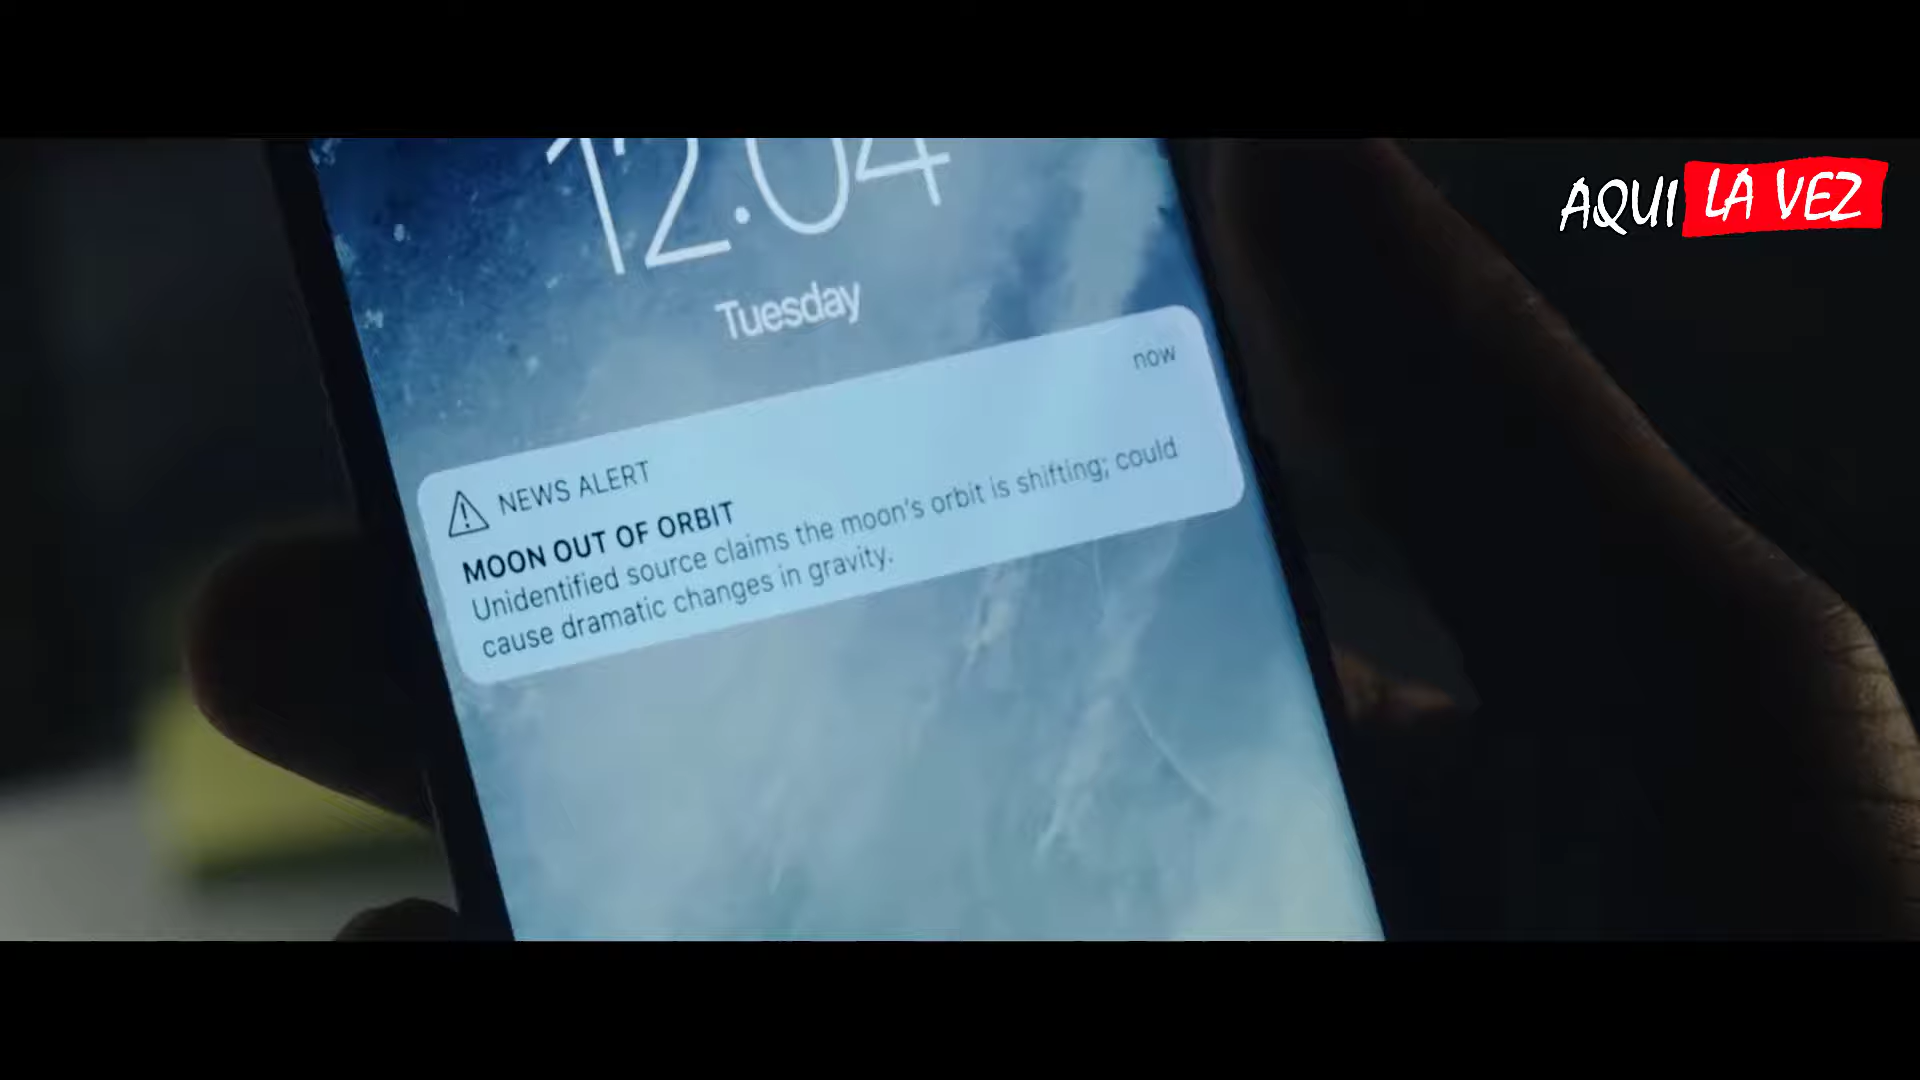 12:04
AQUI LA VEZ
Tuesday
now
NEWS ALERT
MOON OUT OF ORBIT
Unidentified source claims the moon's orbit is shifting; could
cause dramatic changes in gravity.